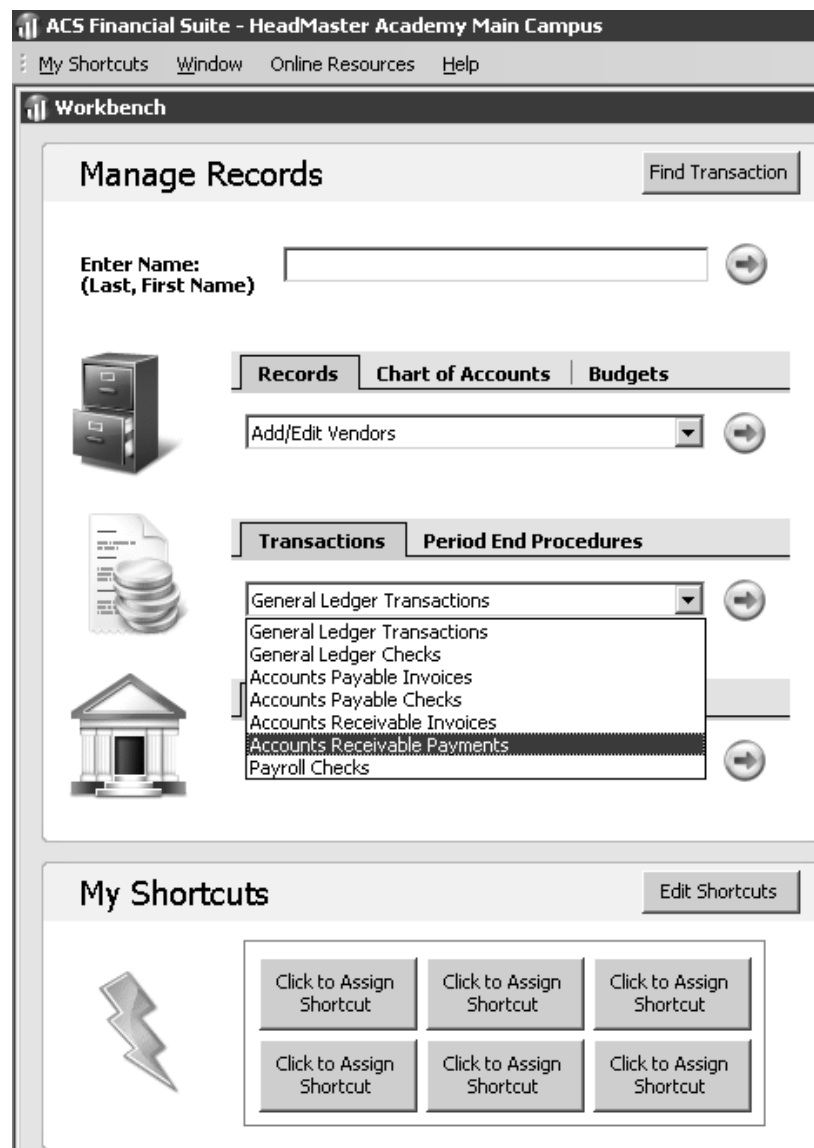 ACS Financial Suite - HeadMaster Academy Main Campus
My Shortcuts Window Online Resources Help
Workbench
Manage Records
Find Transaction
Enter Name:
(Last, First Name)
Records Chart of Accounts Budgets
Add/Edit Vendors
Transactions Period End Procedures
General Ledger Transactions
General Ledger Transactions
General Ledger Checks
Accounts Payable Invoices
Accounts Payable Checks
Accounts Receivable Invoices
Accounts Receivable Payments
Payroll Checks
My Shortcuts
Edit Shortcuts
Click to Assign Click to Assign Click to Assign
Shortcut Shortcut Shortcut
Click to Assign Click to Assign Click to Assign
Shortcut Shortcut Shortcut